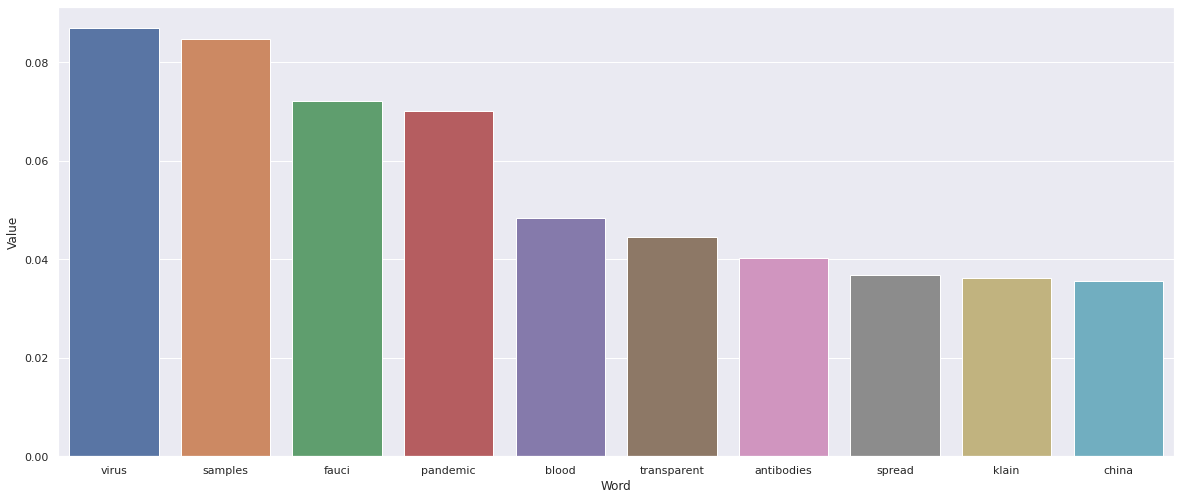 0.08
0.06
0.04
0.02
0.00
Value
virus samples fauci pandemic blood transparent antibodies spread klain china
Word